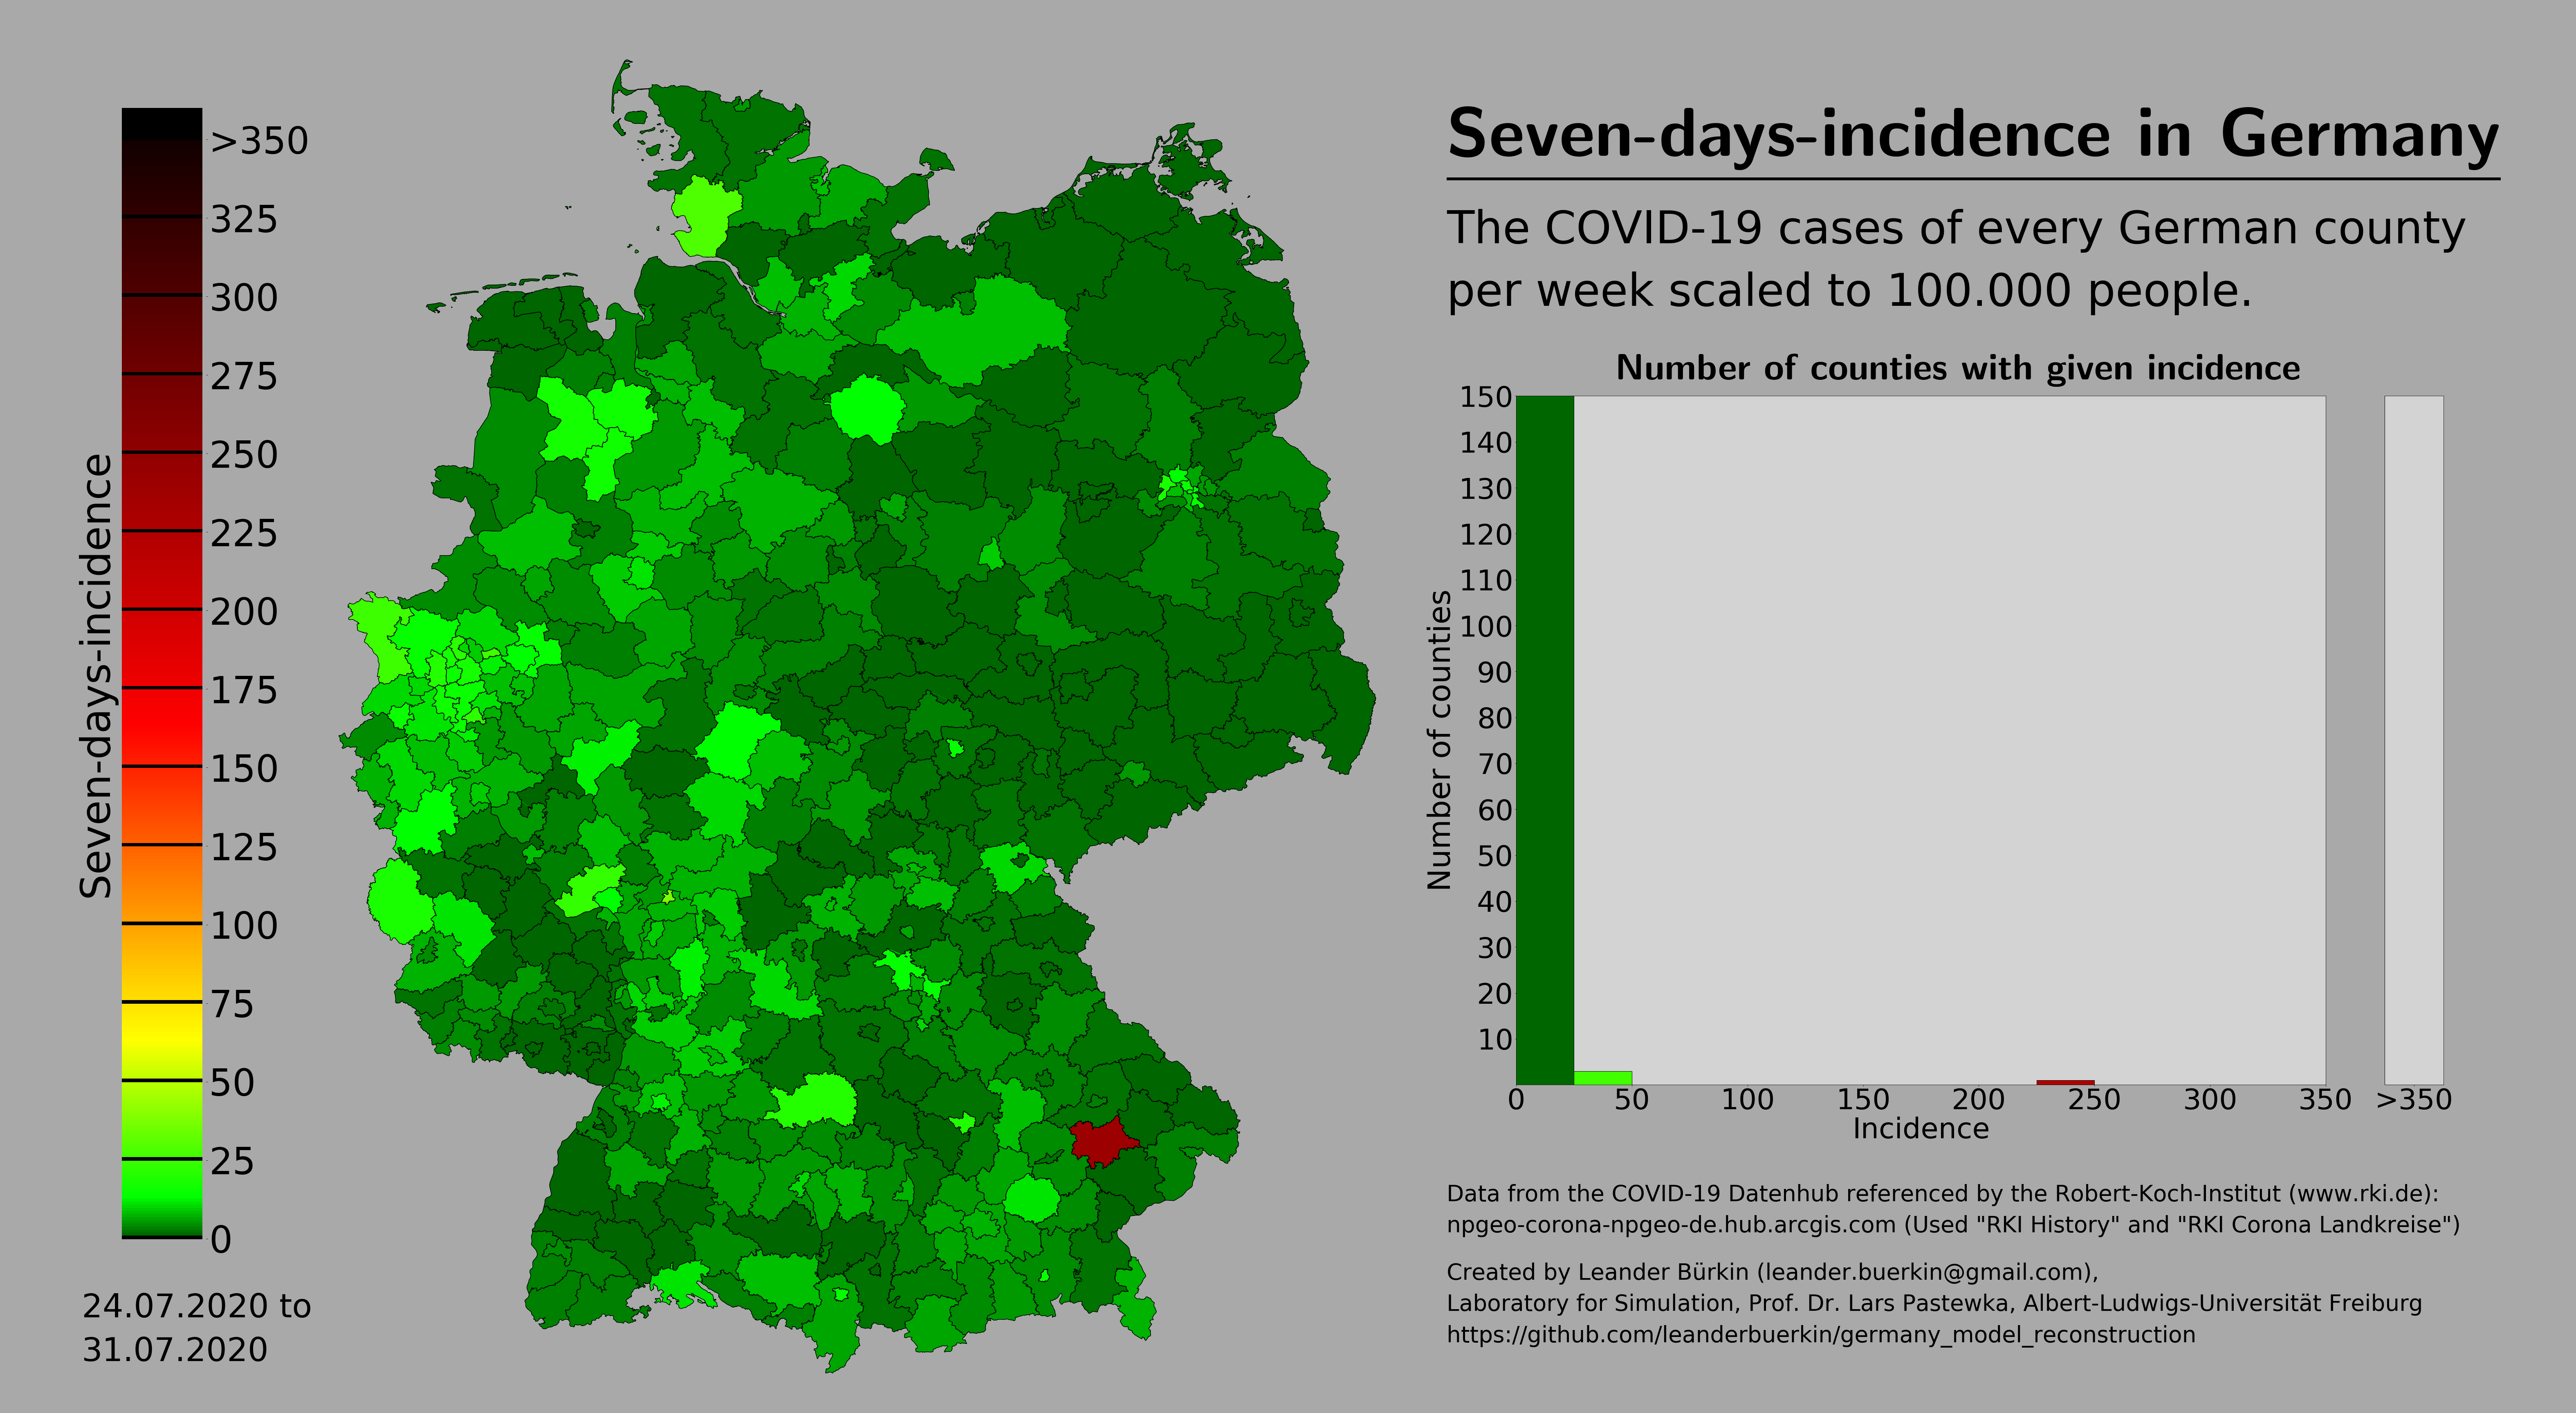 Seven-days-incidence in Germany
The COVID-19 cases of every German county
per week scaled to 100.000 people.
Seven-days-incidence
>350
325
300
275
250
225
200
175
150
125
100
75
50
25
0
24.07.2020 to
31.07.2020
Number of counties with given incidence
Number of counties
150
140
130
120
110
100
90
80
70
60
50
40
30
20
10
0 50 100 150 200 250 300 350 >350
Incidence
Data from the COVID-19 Datenhub referenced by the Robert-Koch-Institut (www.rki.de):
npgeo-corona-npgeo-de.hub.arcgis.com (Used "RKI History" and "RKI Corona Landkreise")
Created by Leander Bürkin (leander.buerkin@gmail.com),
Laboratory for Simulation, Prof. Dr. Lars Pastewka, Albert-Ludwigs-Universität Freiburg
https://github.com/leanderbuerkin/germany_model_reconstruction